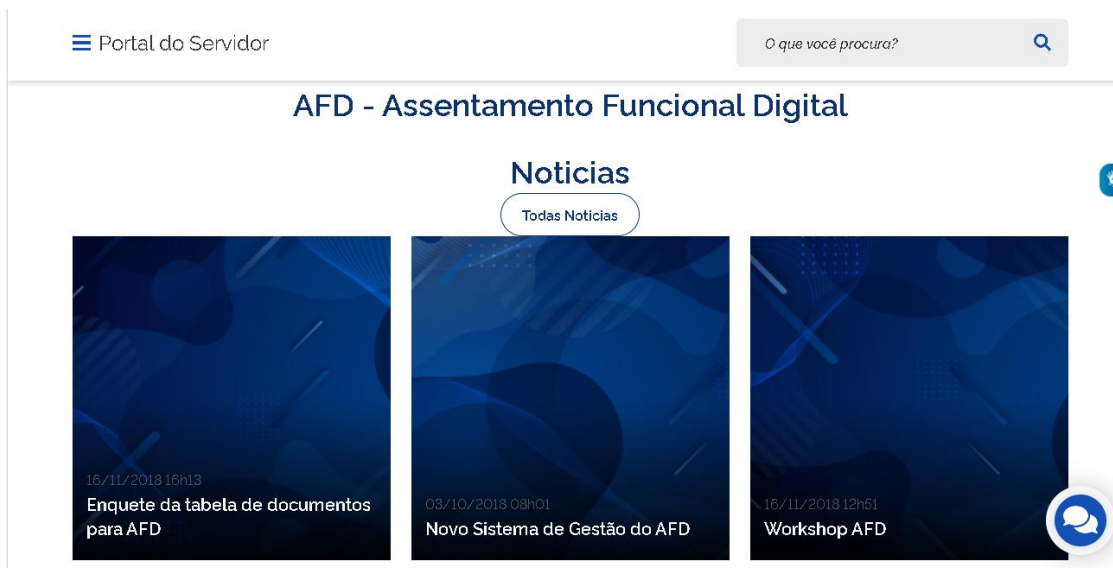 Portal do Servidor
O que você procura?
AFD - Assentamento Funcional Digital
Noticias
Todas Noticias
16/11/2018 16h13
Enquete da tabela de documentos
para AFD
03/10/2018 08h01
Novo Sistema de Gestão do AFD
16/11/2018 12h51
Workshop AFD